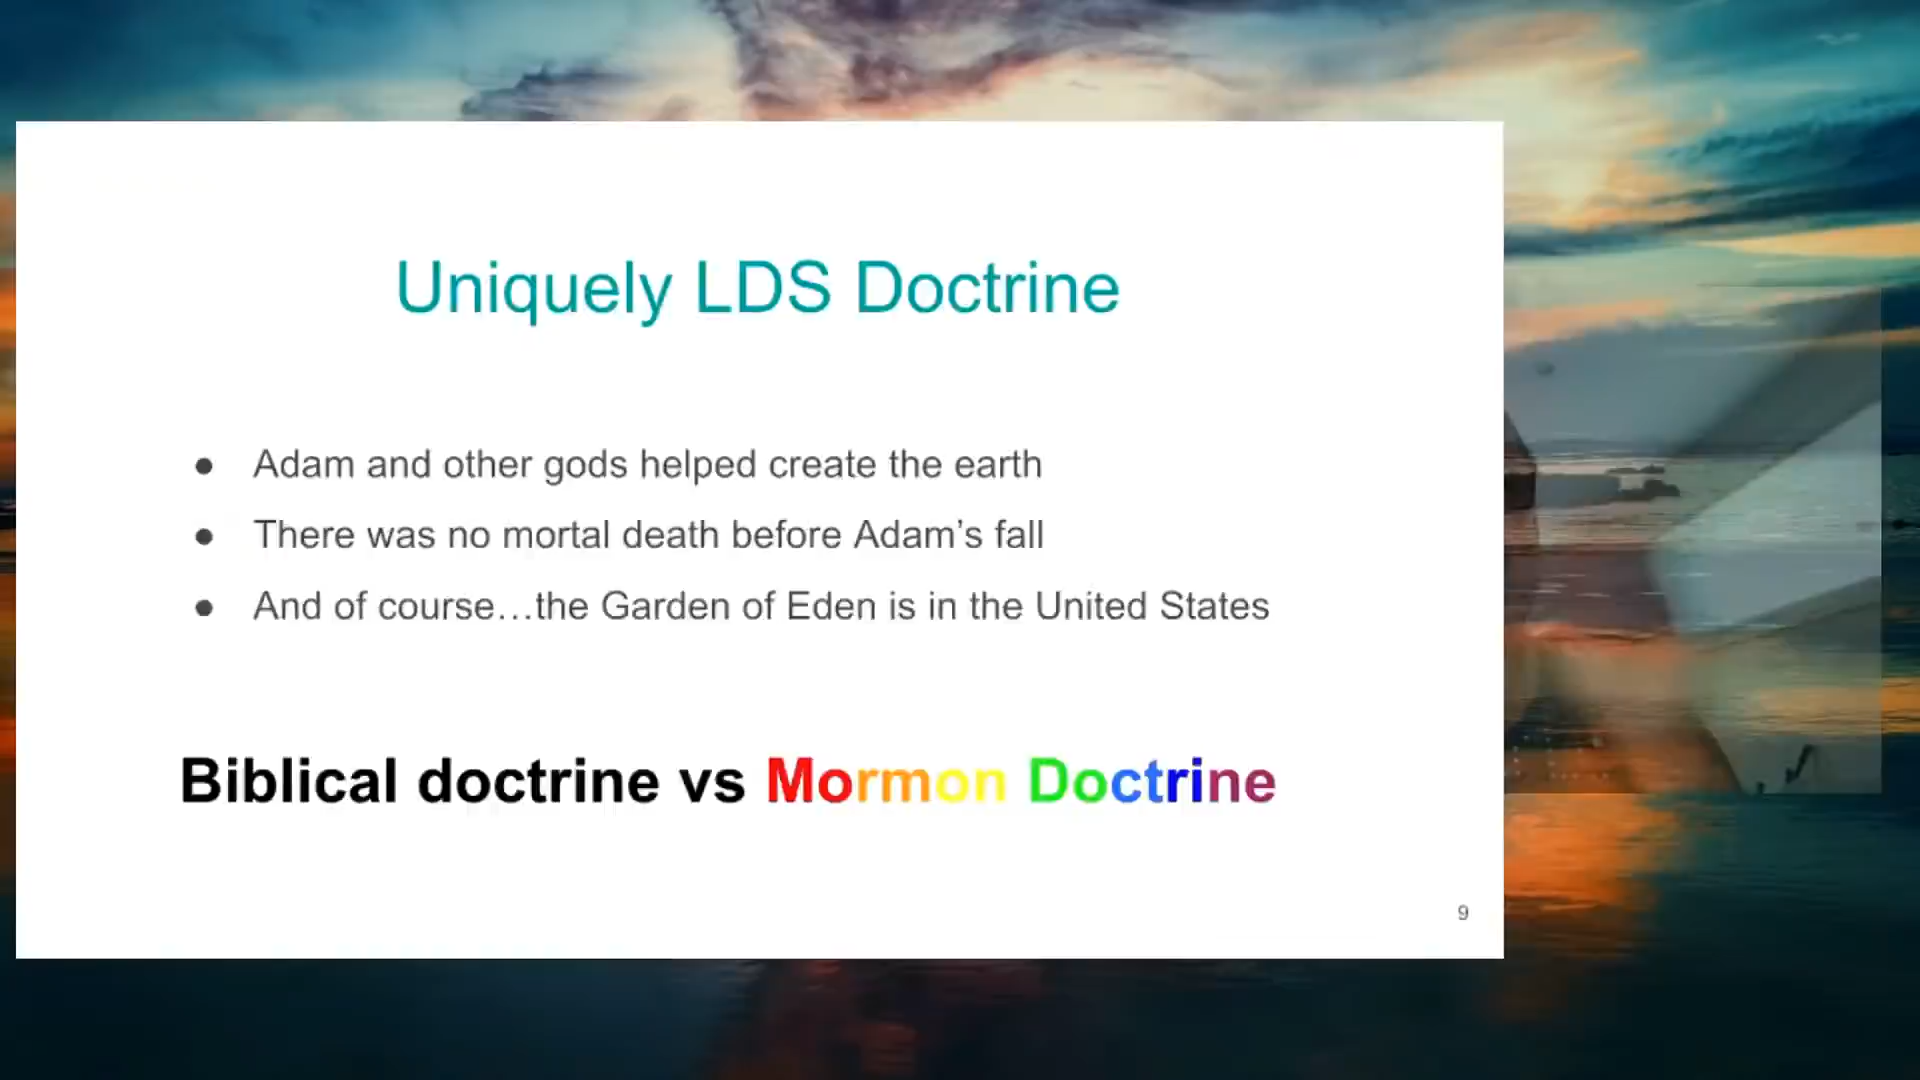 Uniquely LDS Doctrine
● Adam and other gods helped create the earth
● There was no mortal death before Adam’s fall
● And of course…the Garden of Eden is in the United States
Biblical doctrine vs Mormon Doctrine
9